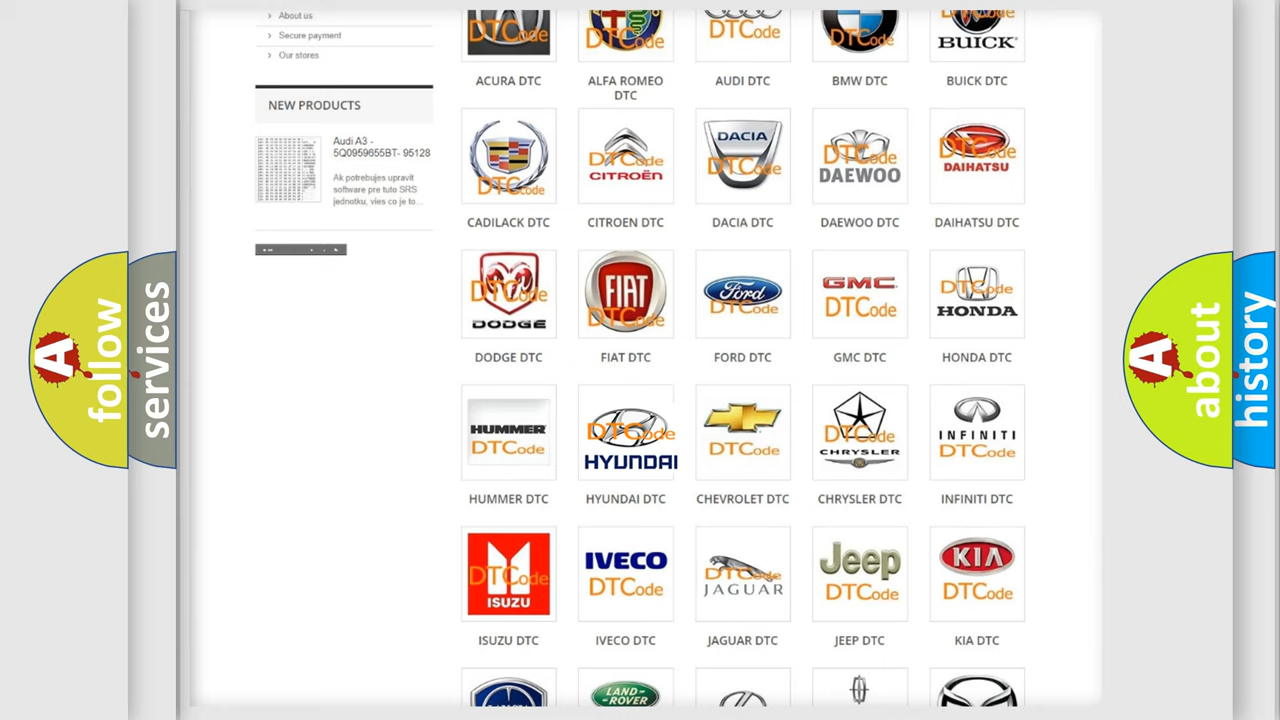 About us
Secure payment
Our stores
NEW PRODUCTS
Audi A3 -
5Q0959655BT- 95128
Ak potrebujes upravit
software pre tuto SRS
jednotku, vies co je to...
A follow
services
A about
history
DTCode
DTCode
DTCode
DTCode
BUICK
ACURA DTC
ALFA ROMEO
DTC
AUDI DTC
BMW DTC
BUICK DTC
DTCode
DTCode
CITROËN
DACIA
DTCode
DTCode
DAEWOO
DTCode
DAIHATSU
CADILACK DTC
CITROEN DTC
DACIA DTC
DAEWOO DTC
DAIHATSU DTC
DTCode
DODGE
FIAT
DTCode
Ford
DTCode
GMC
DTCode
DTCode
HONDA
DODGE DTC
FIAT DTC
FORD DTC
GMC DTC
HONDA DTC
HUMMER
DTCode
DTCode
HYUNDAI
DTCode
DTCode
CHRYSLER
INFINITI
DTCode
HUMMER DTC
HYUNDAI DTC
CHEVROLET DTC
CHRYSLER DTC
INFINITI DTC
DTCode
ISUZU
IVECO
DTCode
DTCode
JAGUAR
Jeep
DTCode
KIA
DTCode
ISUZU DTC
IVECO DTC
JAGUAR DTC
JEEP DTC
KIA DTC
LAND-
ROVER